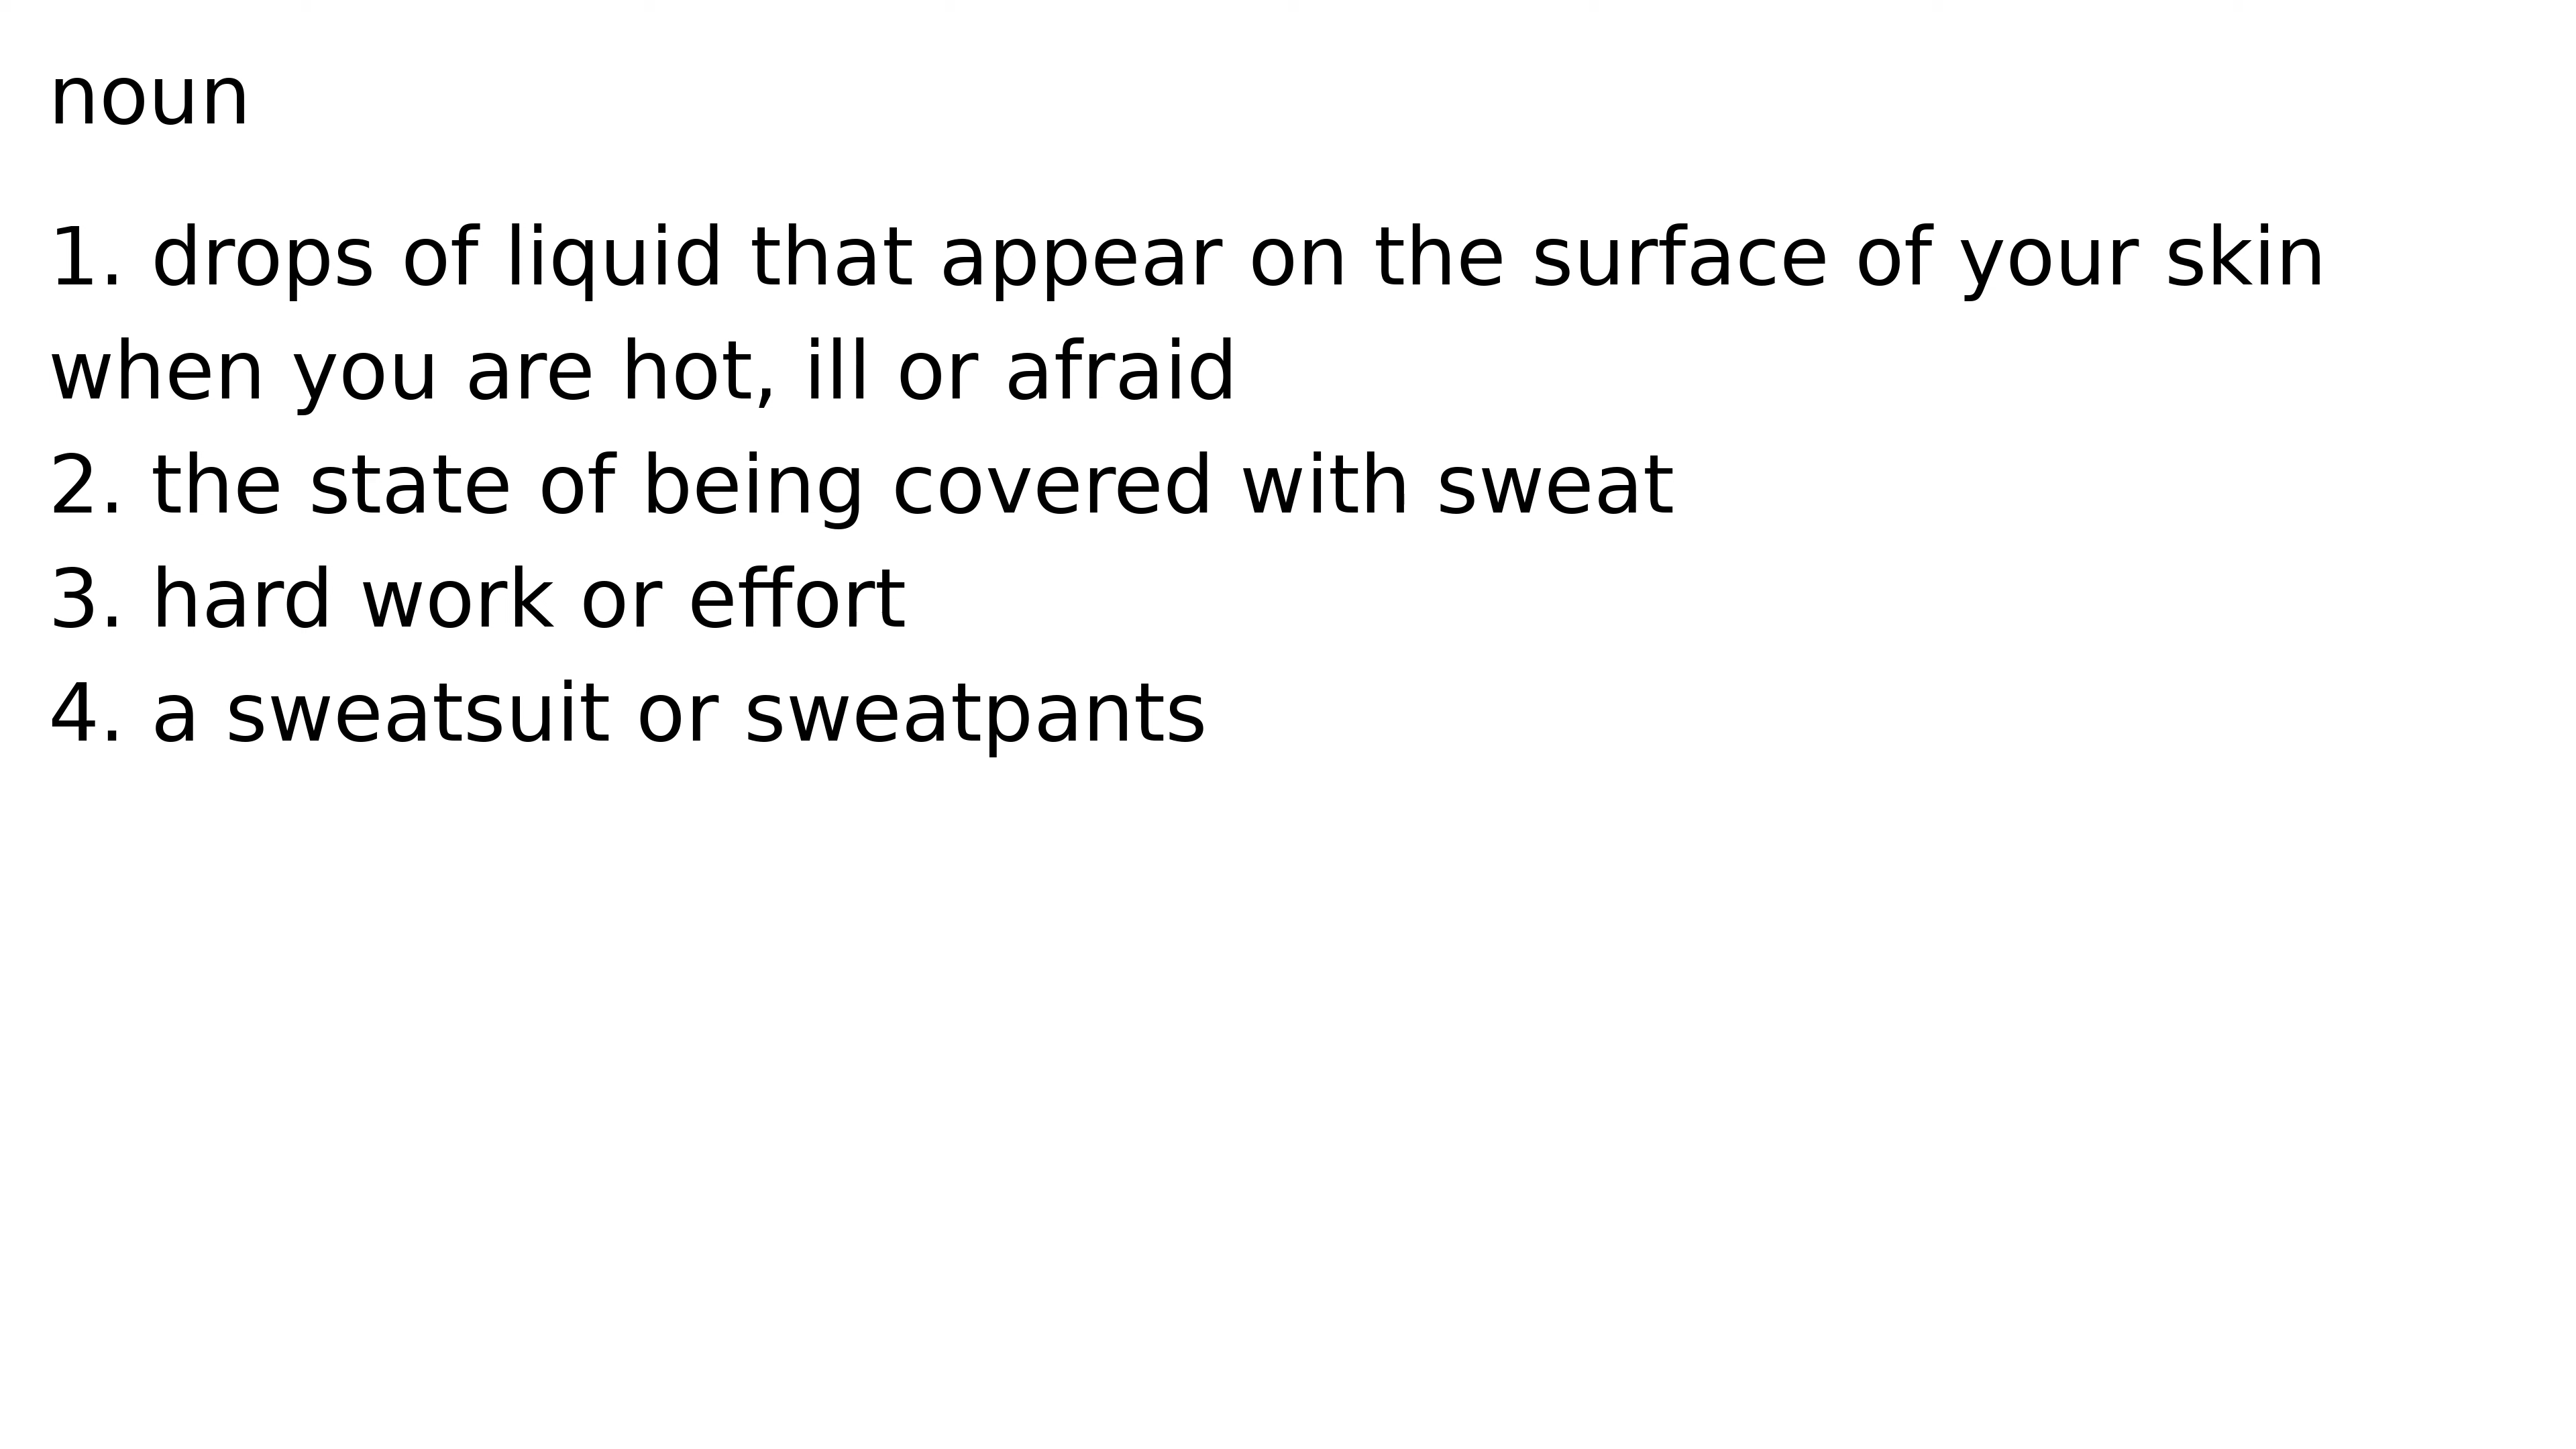 noun
1. drops of liquid that appear on the surface of your skin
when you are hot, ill or afraid
2. the state of being covered with sweat
3. hard work or effort
4. a sweatsuit or sweatpants